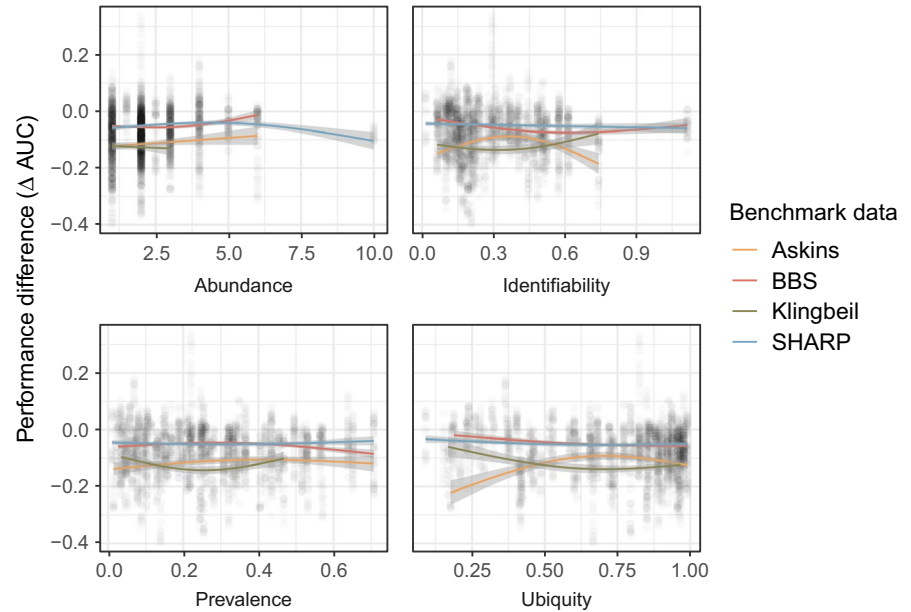 Performance difference (Δ AUC)
0.2
0.0
−0.2
−0.4
2.5 5.0 7.5 10.0
Abundance
0.0 0.3 0.6 0.9
Identifiability
0.2
0.0
−0.2
−0.4
0.0 0.2 0.4 0.6
Prevalence
0.25 0.50 0.75 1.00
Ubiquity
Benchmark data
Askins
BBS
Klingbeil
SHARP